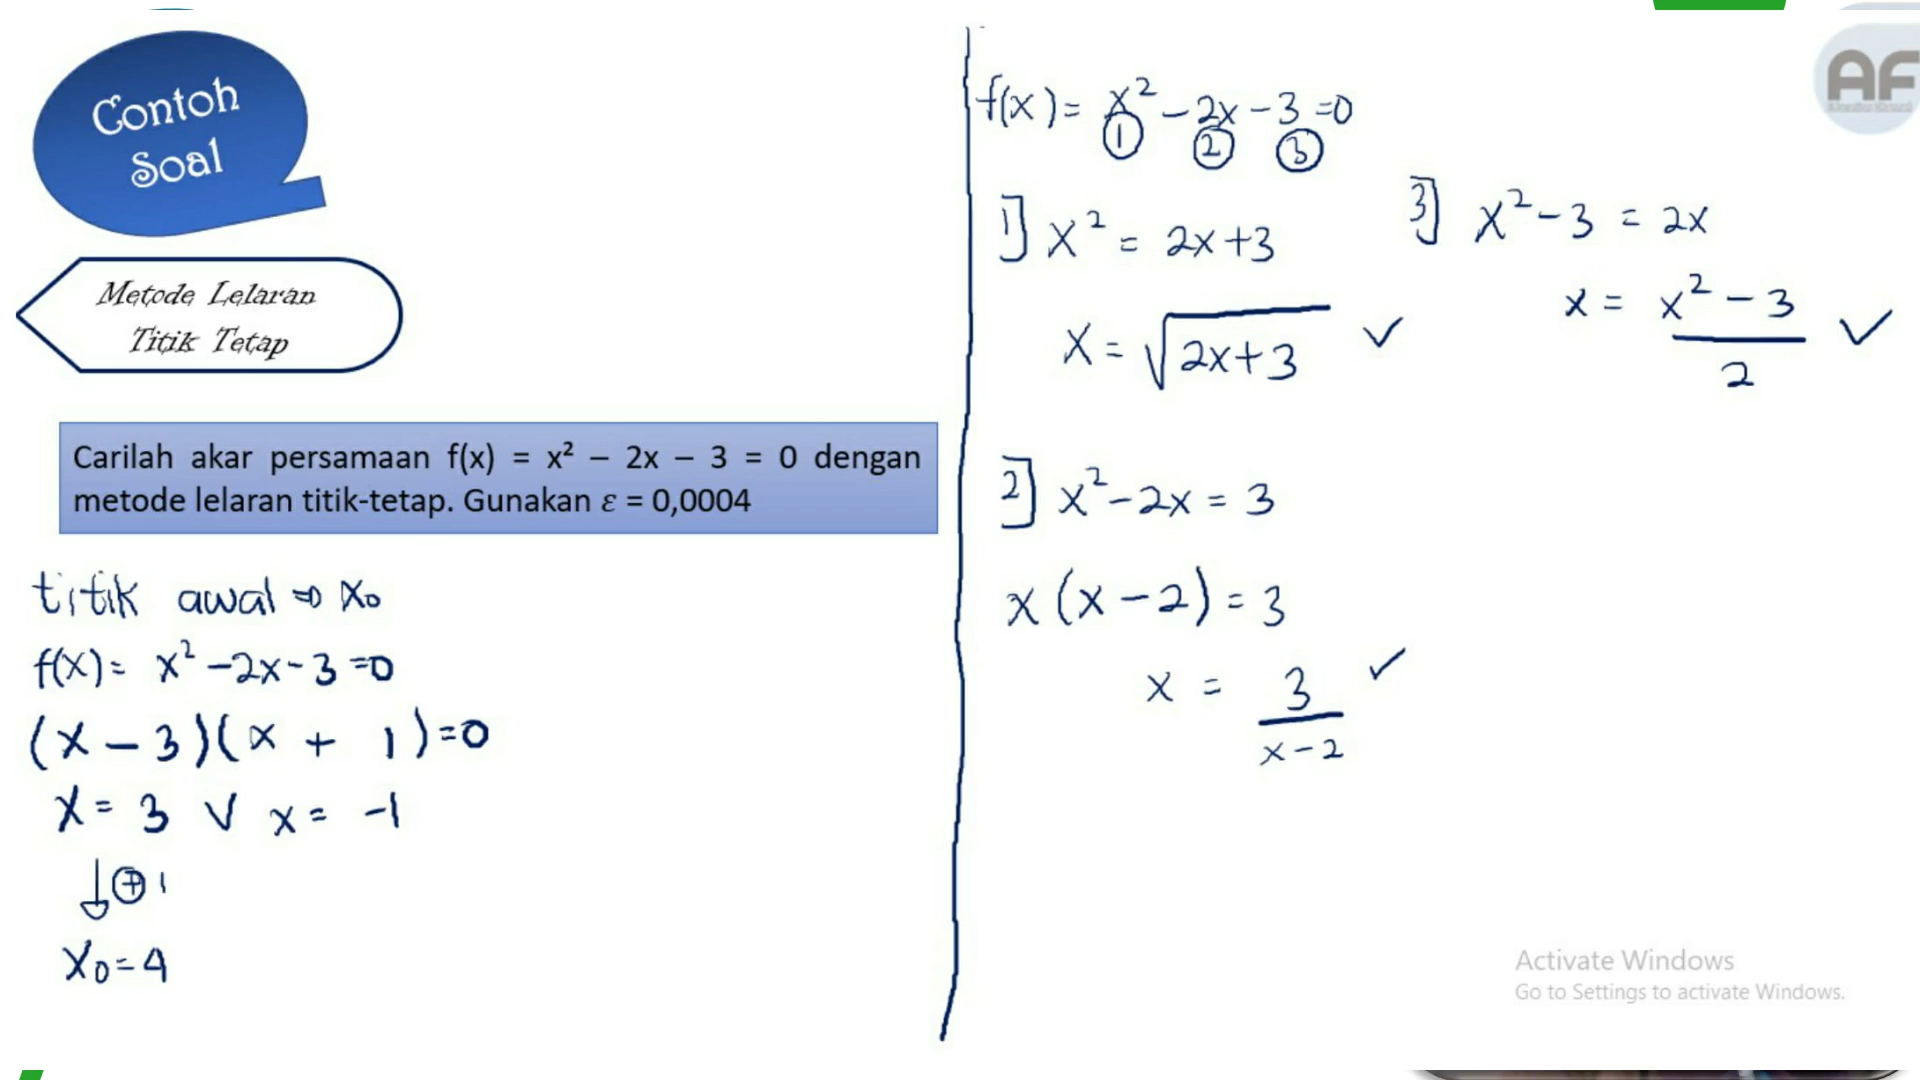 Contoh
Soal
Metode Lelaran
Titik Tetap
Carilah akar persamaan f(x) = x² − 2x − 3 = 0 dengan
metode lelaran titik-tetap. Gunakan ε = 0,0004
titik awal ⇒ x₀
f(x) = x² − 2x − 3 = 0
(x − 3)(x + 1) = 0
x = 3 ∨ x = −1
↓ ⊕ 1
x₀ = 4
f(x) = x² − 2x − 3 = 0
① ② ③
1] x² = 2x + 3
x = √(2x + 3) ✓
2] x² − 2x = 3
x (x − 2) = 3
x = 3 ✓
x − 2
3] x² − 3 = 2x
x = x² − 3 ✓
2
AF
Activate Windows
Go to Settings to activate Windows.